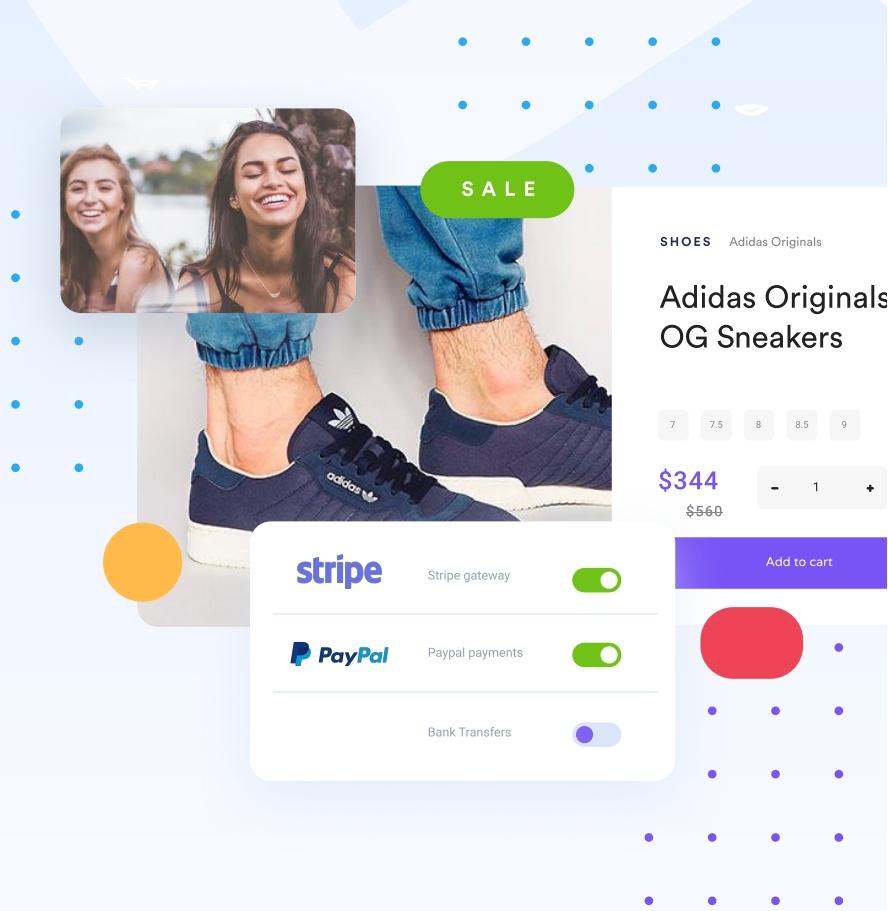 SALE
SHOES Adidas Originals
Adidas Originals
OG Sneakers
7 7.5 8 8.5 9
$344
- 1 +
$560
Add to cart
adidas
stripe Stripe gateway
PayPal Paypal payments
Bank Transfers